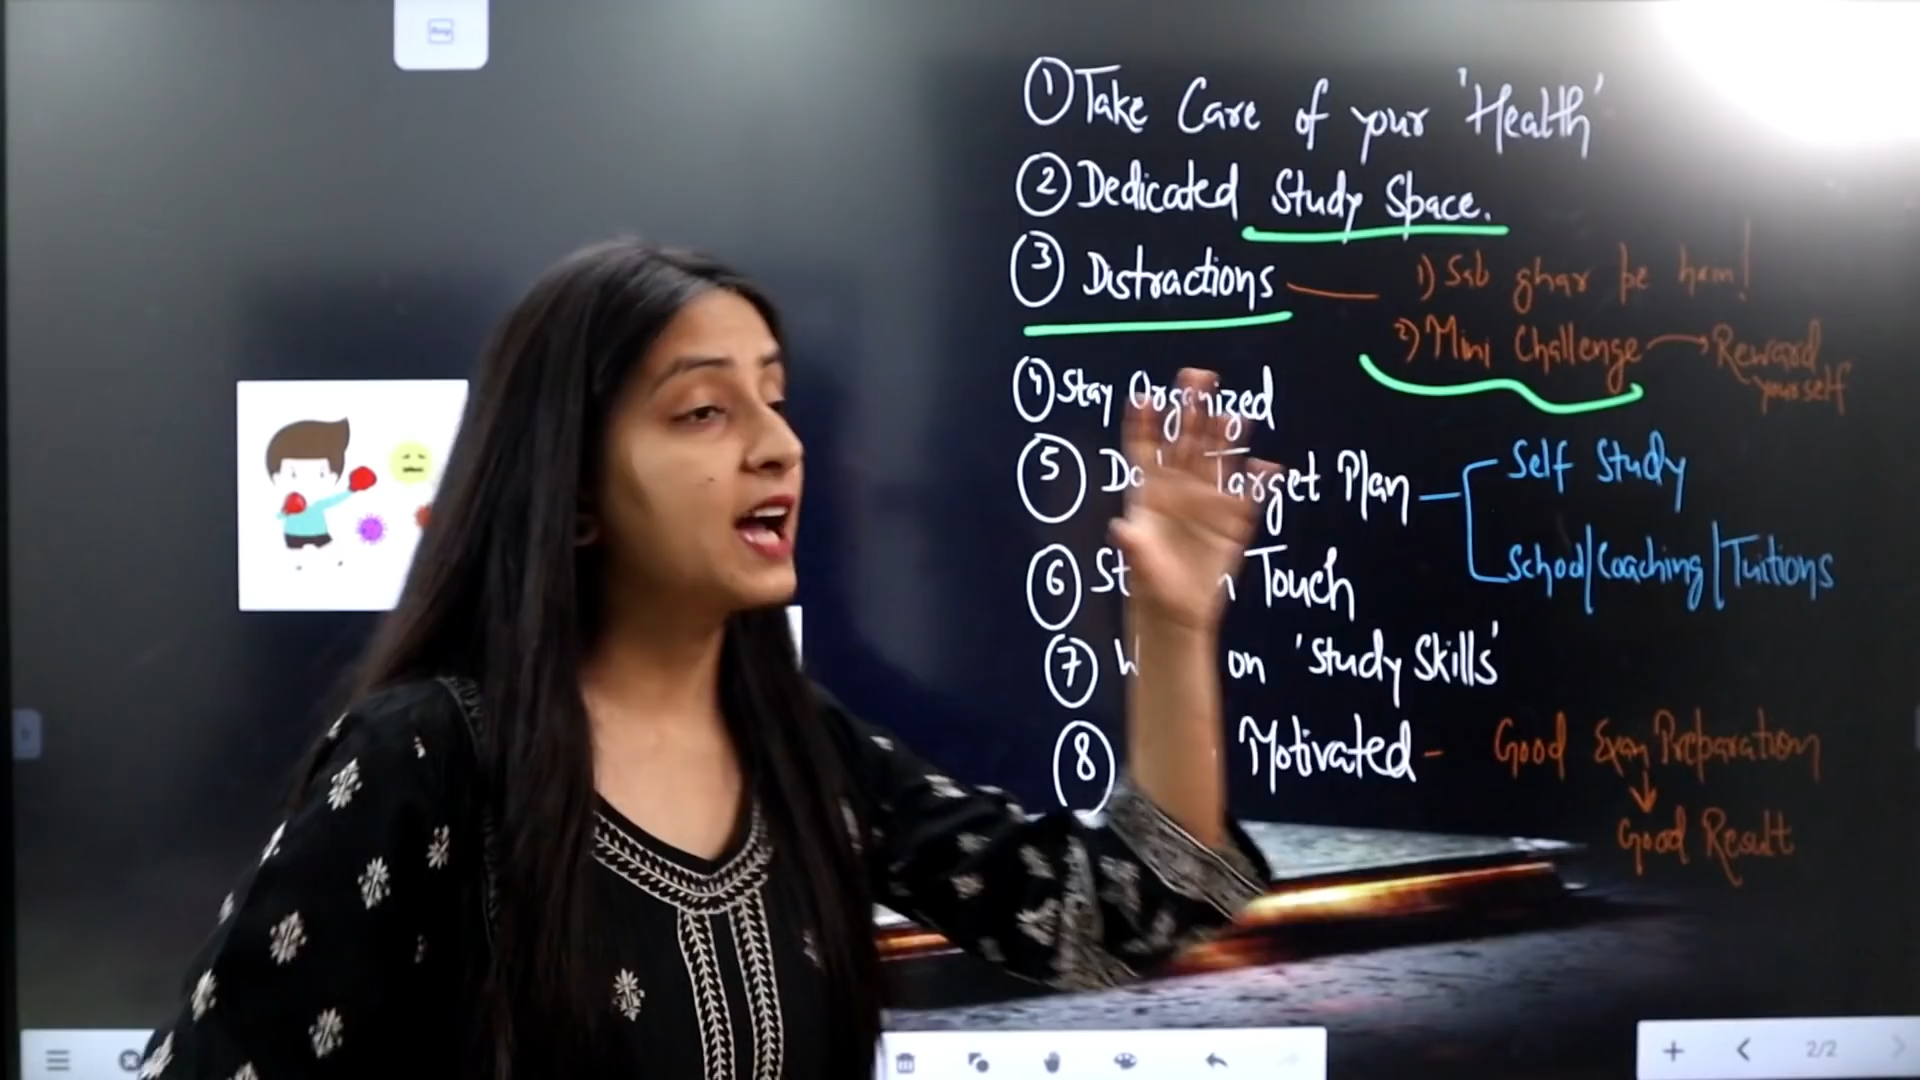 ① Take Care of your 'Health'
② Dedicated Study Space.
③ Distractions
1) Sab ghar pe hain!
2) Mini Challenge → Reward
yourself
④ Stay Organized
⑤ Target Plan
Self Study
School/Coaching/Tuitions
⑥ Touch
⑦ on 'Study Skills'
⑧ Motivated - Good Exam Preparation
Good Result
2/2